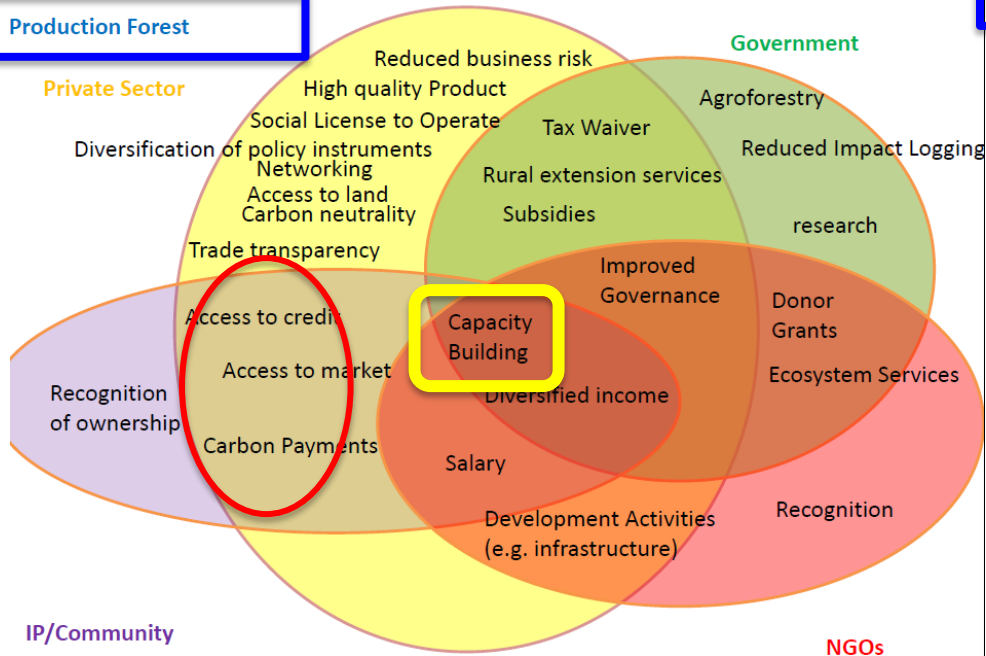 Production Forest
Government
Private Sector
Reduced business risk
High quality Product
Social License to Operate
Diversification of policy instruments
Networking
Access to land
Carbon neutrality
Trade transparency
Tax Waiver
Rural extension services
Subsidies
Agroforestry
Reduced Impact Logging
research
Improved
Governance
Donor
Grants
Ecosystem Services
Access to credit
Access to market
Carbon Payments
Recognition
of ownership
Capacity
Building
Diversified income
Salary
Development Activities
(e.g. infrastructure)
Recognition
IP/Community
NGOs